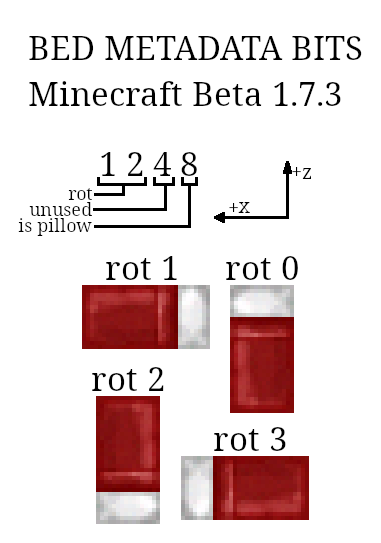 BED METADATA BITS
Minecraft Beta 1.7.3
1 2 4 8
rot
unused
is pillow
+z
+x
rot 1
rot 0
rot 2
rot 3